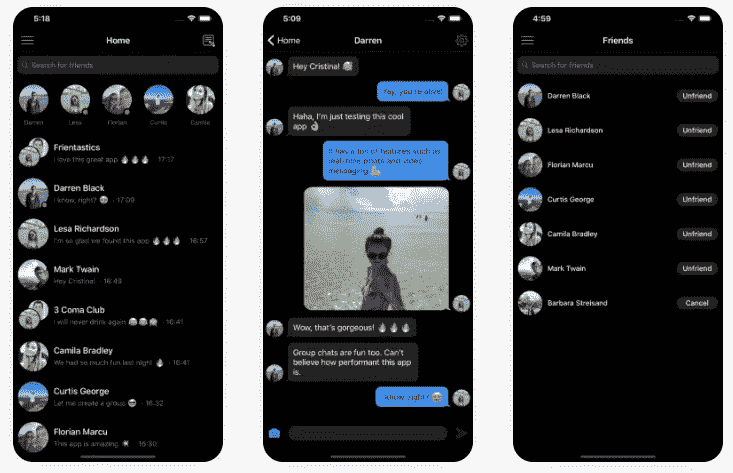 5:18
Home
Search for friends
Darren
Lesa
Florian
Curtis
Camila
Frientastics
I love this great app · 17:17
Darren Black
I know, right? · 17:09
Lesa Richardson
I'm so glad we found this app · 16:57
Mark Twain
Hey Cristina! · 16:49
3 Coma Club
I will never drink again · 16:41
Camila Bradley
We had so much fun last night · 16:41
Curtis George
Let me create a group · 16:32
Florian Marcu
This app is amazing · 16:30
5:09
Home
Darren
Hey Cristina!
Yay, you're alive!
Haha, I'm just testing this cool
app
It has a ton of features such as
real-time photo and video
messaging
Wow, that's gorgeous!
Group chats are fun too. Can't
believe how performant this app
is.
I know, right?
4:59
Friends
Search for friends
Darren Black
Unfriend
Lesa Richardson
Unfriend
Florian Marcu
Unfriend
Curtis George
Unfriend
Camila Bradley
Unfriend
Mark Twain
Unfriend
Barbara Streisand
Cancel